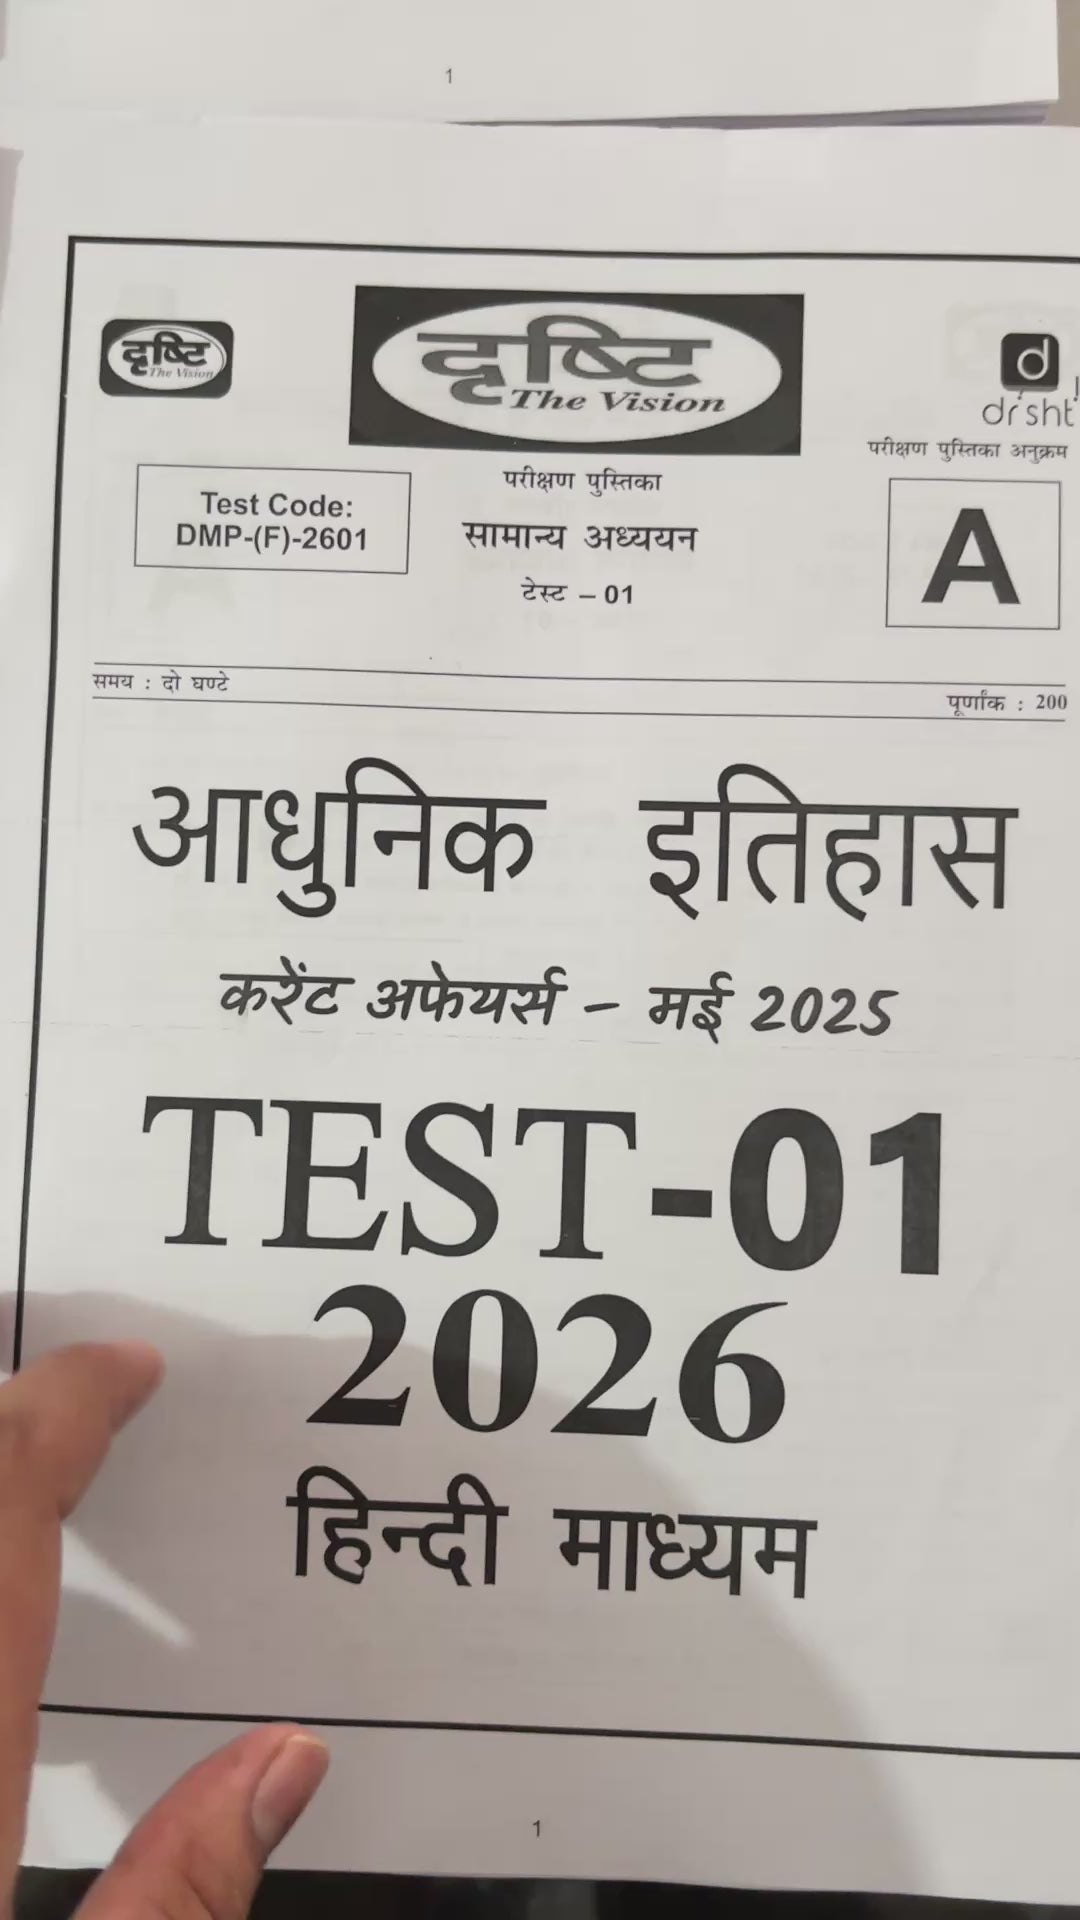 1
दृष्टि
The Vision
दृष्टि
The Vision
d
drisht
परीक्षण पुस्तिका अनुक्रम
Test Code:
DMP-(F)-2601
परीक्षण पुस्तिका
सामान्य अध्ययन
टेस्ट – 01
A
समय : दो घण्टे
पूर्णांक : 200
आधुनिक इतिहास
करेंट अफेयर्स – मई 2025
TEST-01
2026
हिन्दी माध्यम
1